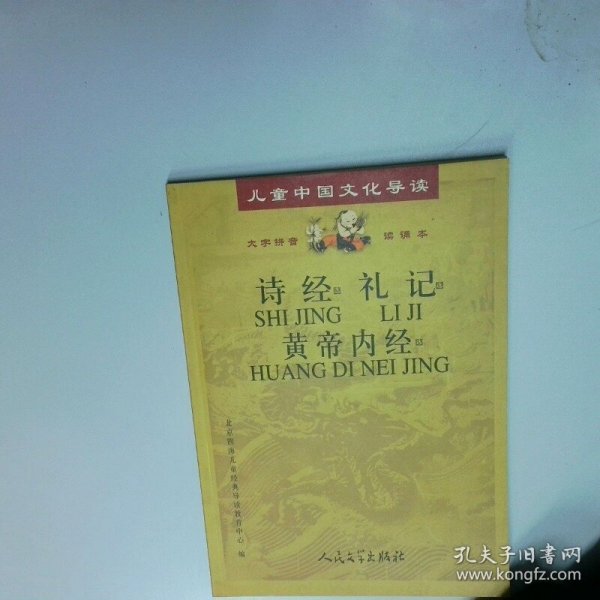 儿童中国文化导读
大字拼音 读诵本
诗经 礼记
SHI JING LI JI
黄帝内经
HUANG DI NEI JING
北京四海儿童经典导读教育中心 编
人民文学出版社
孔夫子旧书网
www.kongfz.com